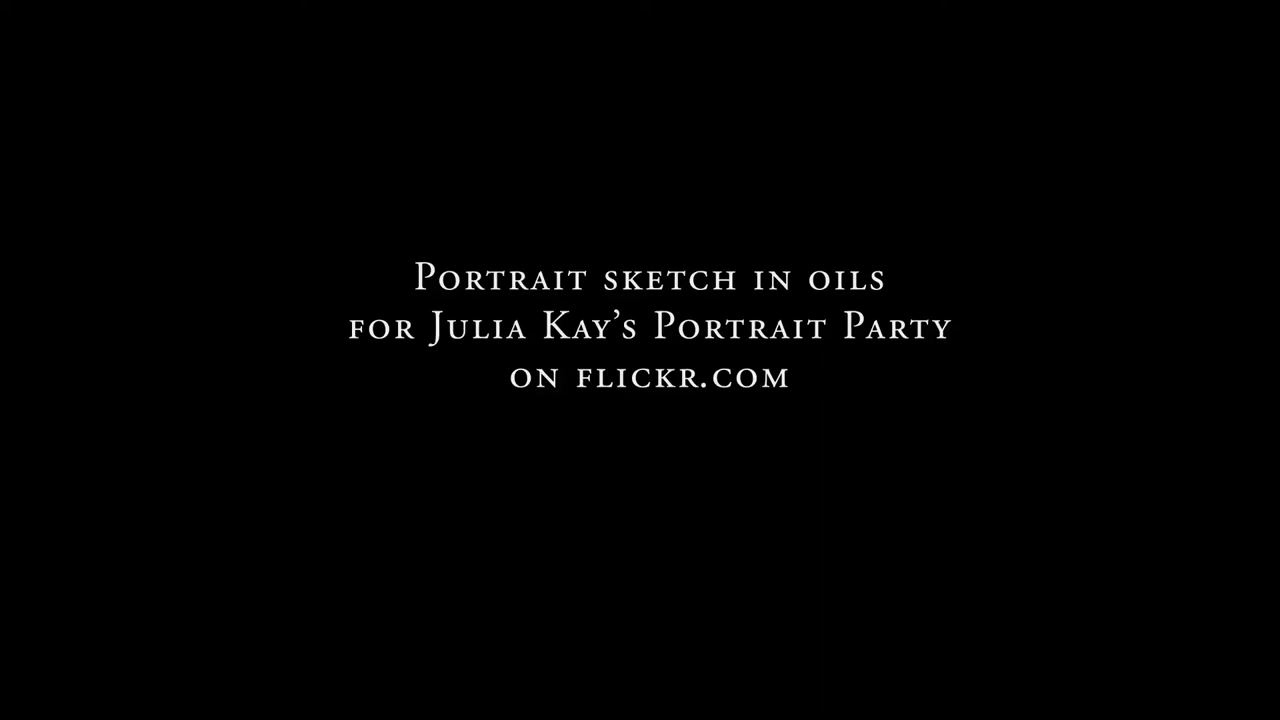 Portrait sketch in oils
for Julia Kay’s Portrait Party
on flickr.com